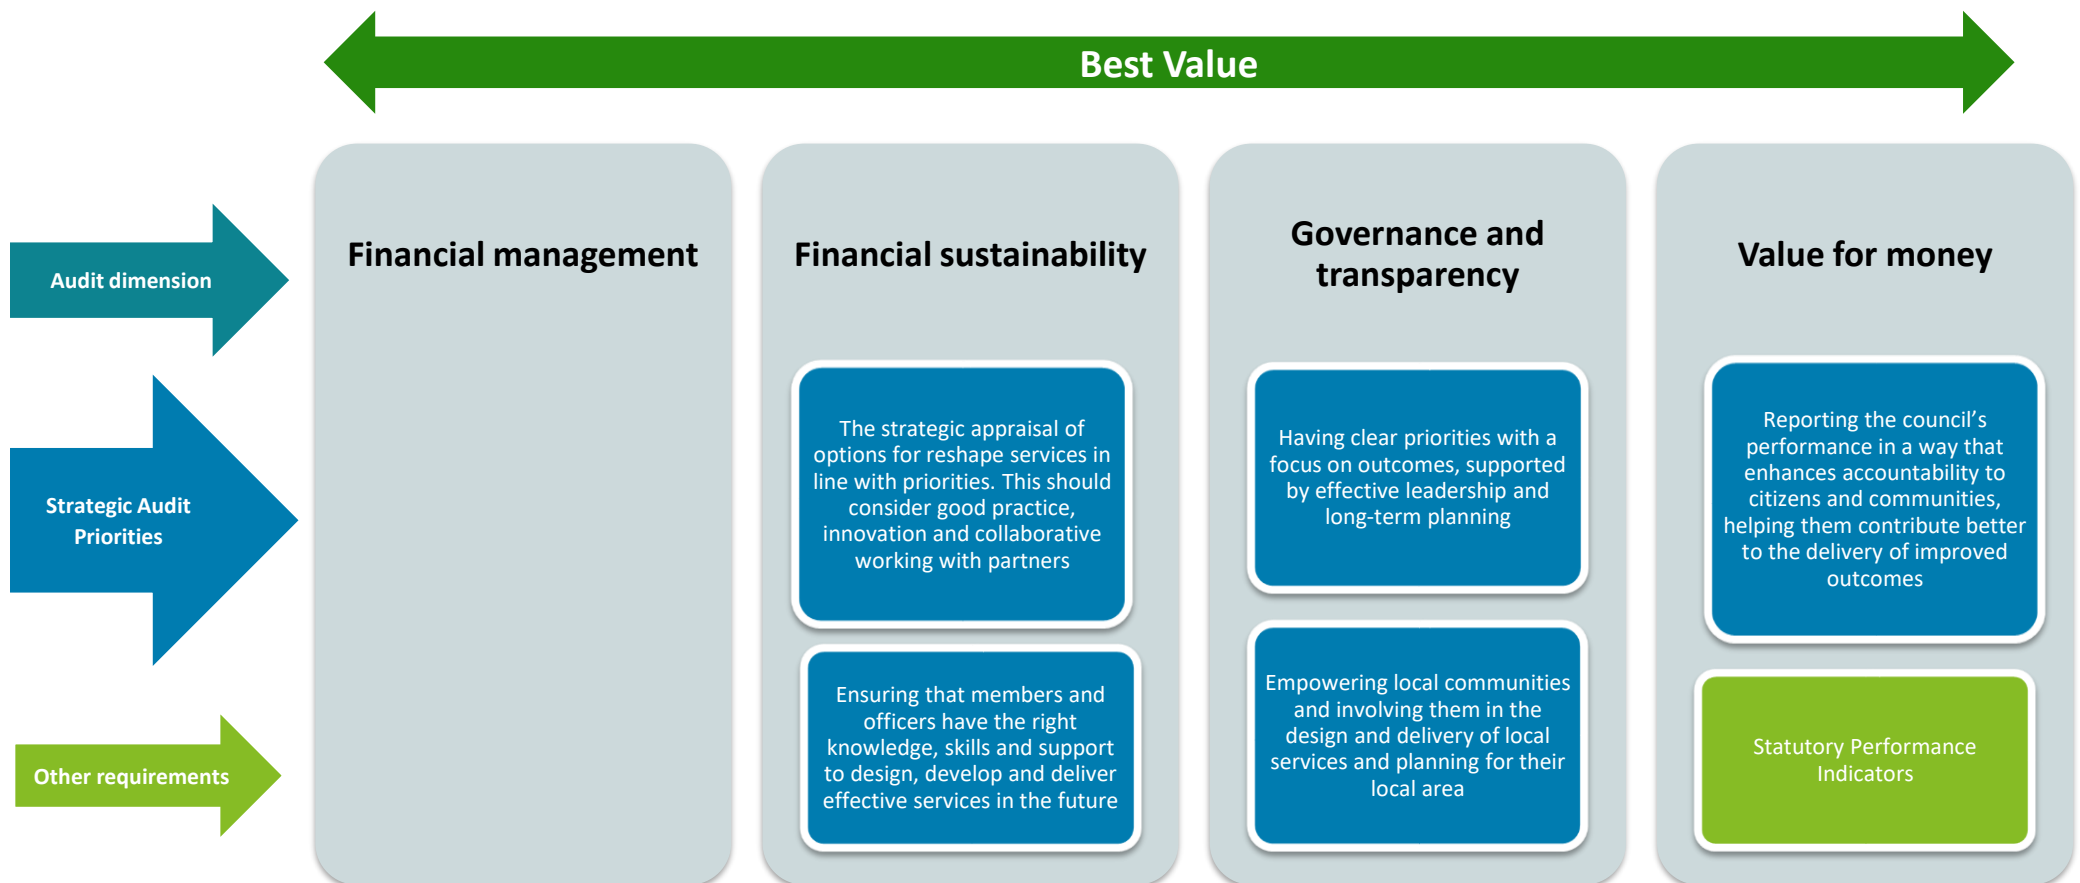 Best Value
Audit dimension
Financial management
Financial sustainability
Governance and
transparency
Value for money
Strategic Audit
Priorities
The strategic appraisal of
options for reshape services in
line with priorities. This should
consider good practice,
innovation and collaborative
working with partners
Having clear priorities with a
focus on outcomes, supported
by effective leadership and
long-term planning
Reporting the council’s
performance in a way that
enhances accountability to
citizens and communities,
helping them contribute better
to the delivery of improved
outcomes
Other requirements
Ensuring that members and
officers have the right
knowledge, skills and support
to design, develop and deliver
effective services in the future
Empowering local communities
and involving them in the
design and delivery of local
services and planning for their
local area
Statutory Performance
Indicators